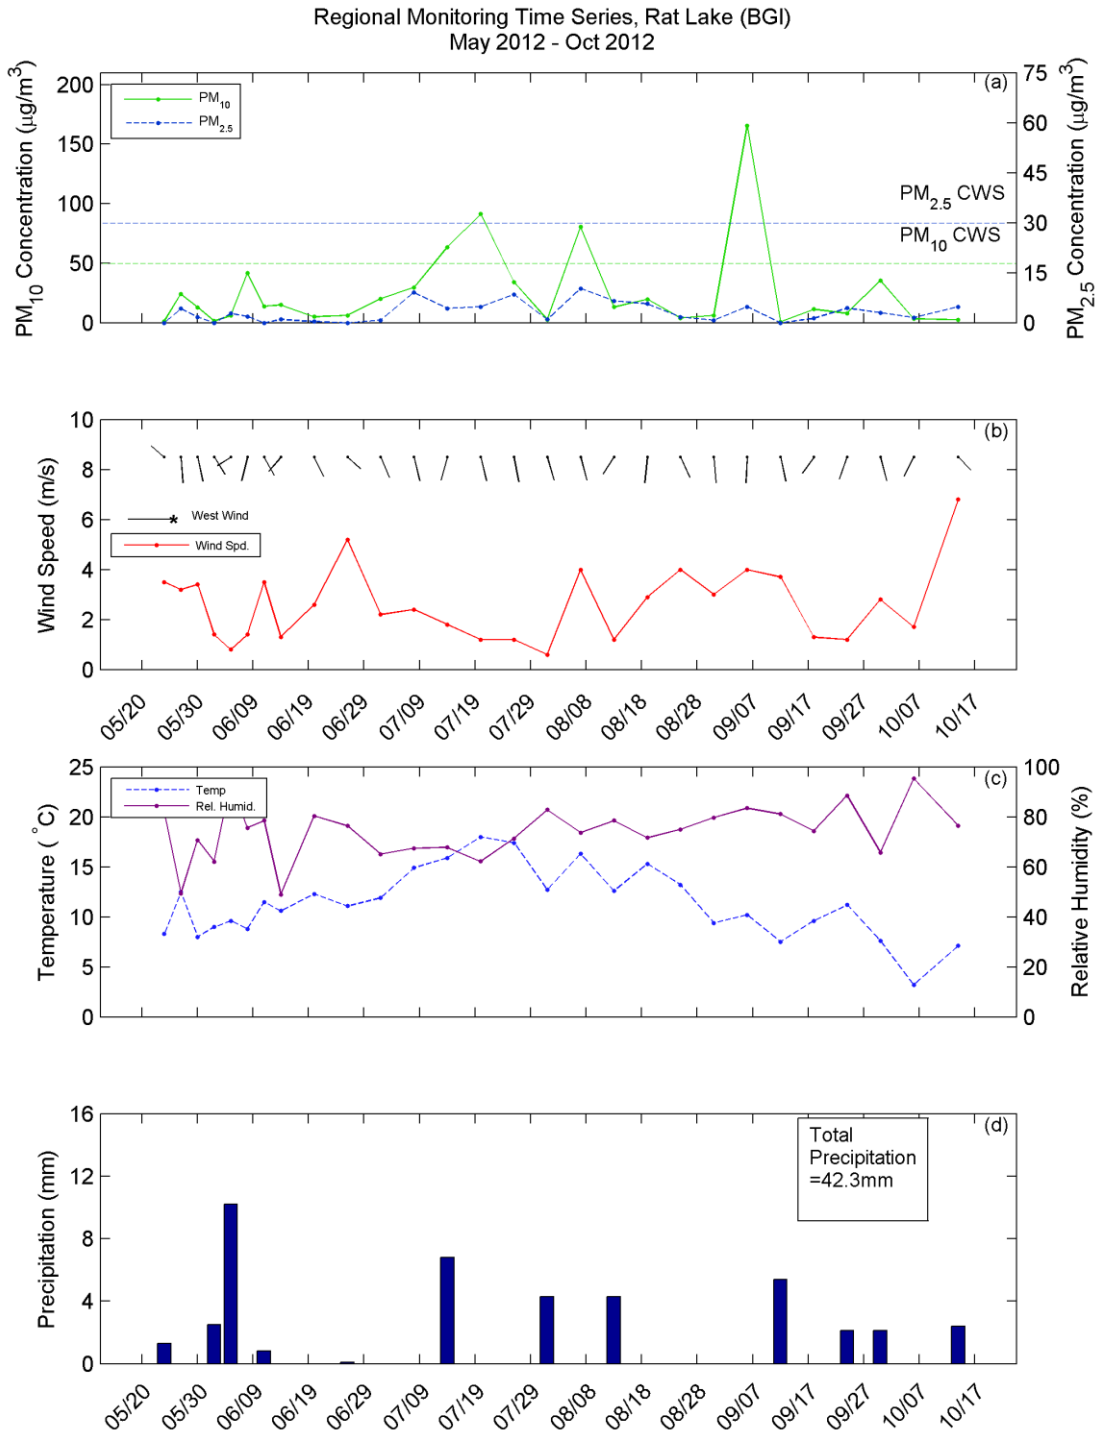 Regional Monitoring Time Series, Rat Lake (BGI)
May 2012 - Oct 2012
PM10 Concentration (μg/m3)
200
150
100
50
0
PM10
PM2.5
(a)
PM2.5 CWS
PM10 CWS
75
60
45
30
15
0
PM2.5 Concentration (μg/m3)
Wind Speed (m/s)
10
8
6
4
2
0
(b)
* West Wind
Wind Spd.
05/20 05/30 06/09 06/19 06/29 07/09 07/19 07/29 08/08 08/18 08/28 09/07 09/17 09/27 10/07 10/17
Temperature (°C)
25
20
15
10
5
0
Temp
Rel. Humid.
(c)
100
80
60
40
20
0
Relative Humidity (%)
Precipitation (mm)
16
12
8
4
0
(d)
Total
Precipitation
=42.3mm
05/20 05/30 06/09 06/19 06/29 07/09 07/19 07/29 08/08 08/18 08/28 09/07 09/17 09/27 10/07 10/17